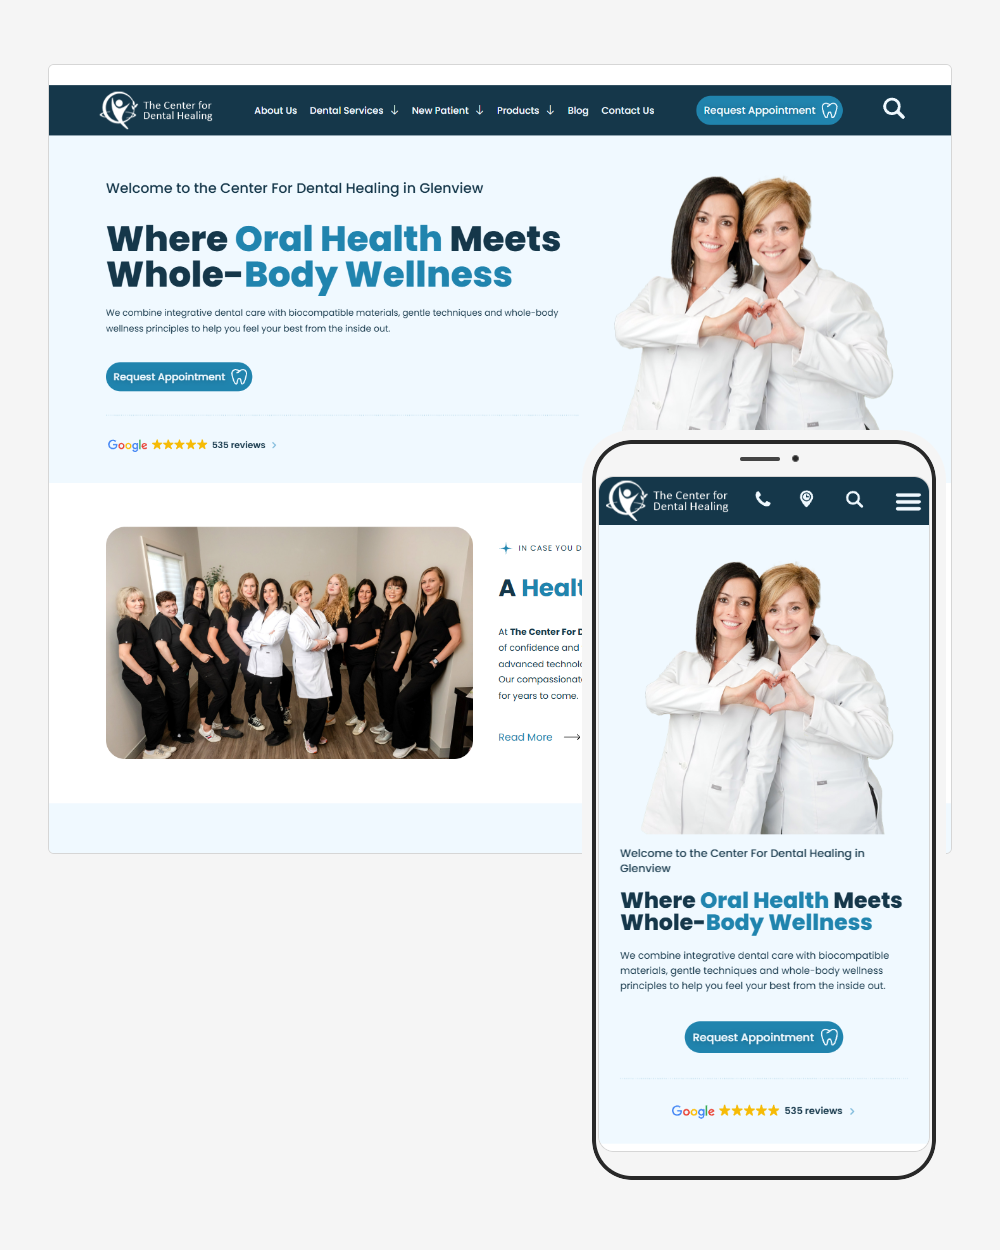 The Center for
Dental Healing
About Us Dental Services New Patient Products Blog Contact Us Request Appointment
Welcome to the Center For Dental Healing in Glenview
Where Oral Health Meets
Whole-Body Wellness
We combine integrative dental care with biocompatible materials, gentle techniques and whole-body
wellness principles to help you feel your best from the inside out.
Request Appointment
Google 535 reviews
IN CASE YOU D
A Healt
At The Center For D
of confidence and
advanced technolo
Our compassionat
for years to come.
Read More
The Center for
Dental Healing
Welcome to the Center For Dental Healing in
Glenview
Where Oral Health Meets
Whole-Body Wellness
We combine integrative dental care with biocompatible
materials, gentle techniques and whole-body wellness
principles to help you feel your best from the inside out.
Request Appointment
Google 535 reviews